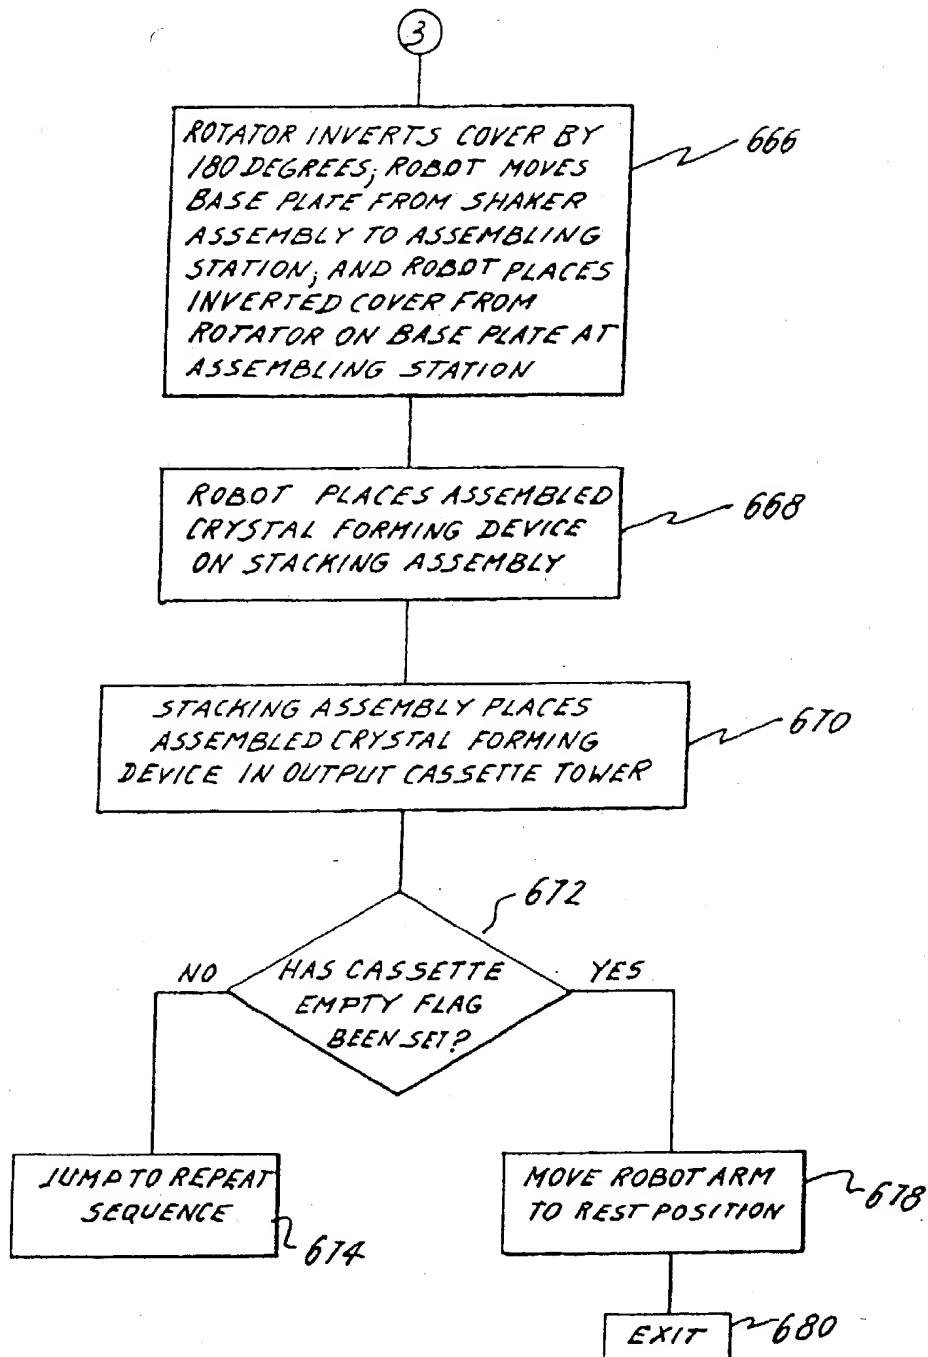 3
ROTATOR INVERTS COVER BY
180 DEGREES; ROBOT MOVES
BASE PLATE FROM SHAKER
ASSEMBLY TO ASSEMBLING
STATION; AND ROBOT PLACES
INVERTED COVER FROM
ROTATOR ON BASE PLATE AT
ASSEMBLING STATION
666
ROBOT PLACES ASSEMBLED
CRYSTAL FORMING DEVICE
ON STACKING ASSEMBLY
668
STACKING ASSEMBLY PLACES
ASSEMBLED CRYSTAL FORMING
DEVICE IN OUTPUT CASSETTE TOWER
670
672
NO
HAS CASSETTE
EMPTY FLAG
BEEN SET?
YES
JUMP TO REPEAT
SEQUENCE
674
MOVE ROBOT ARM
TO REST POSITION
678
EXIT
680